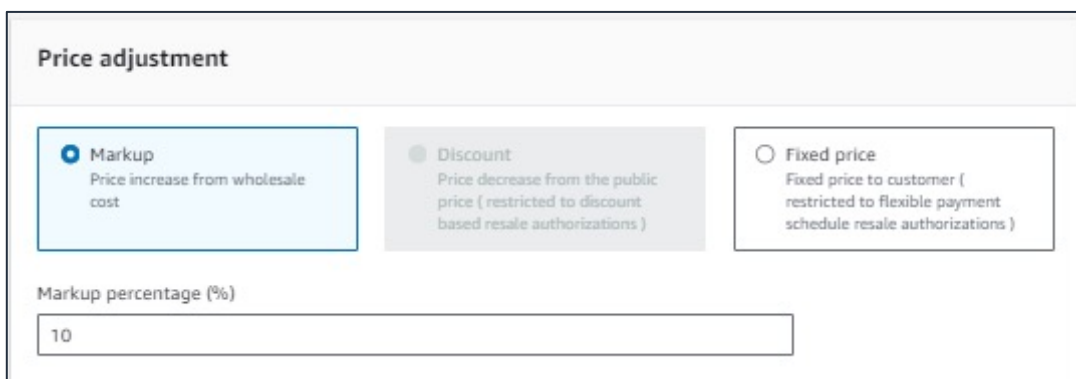 Price adjustment
Markup
Price increase from wholesale
cost
Discount
Price decrease from the public
price ( restricted to discount
based resale authorizations )
Fixed price
Fixed price to customer (
restricted to flexible payment
schedule resale authorizations )
Markup percentage (%)
10